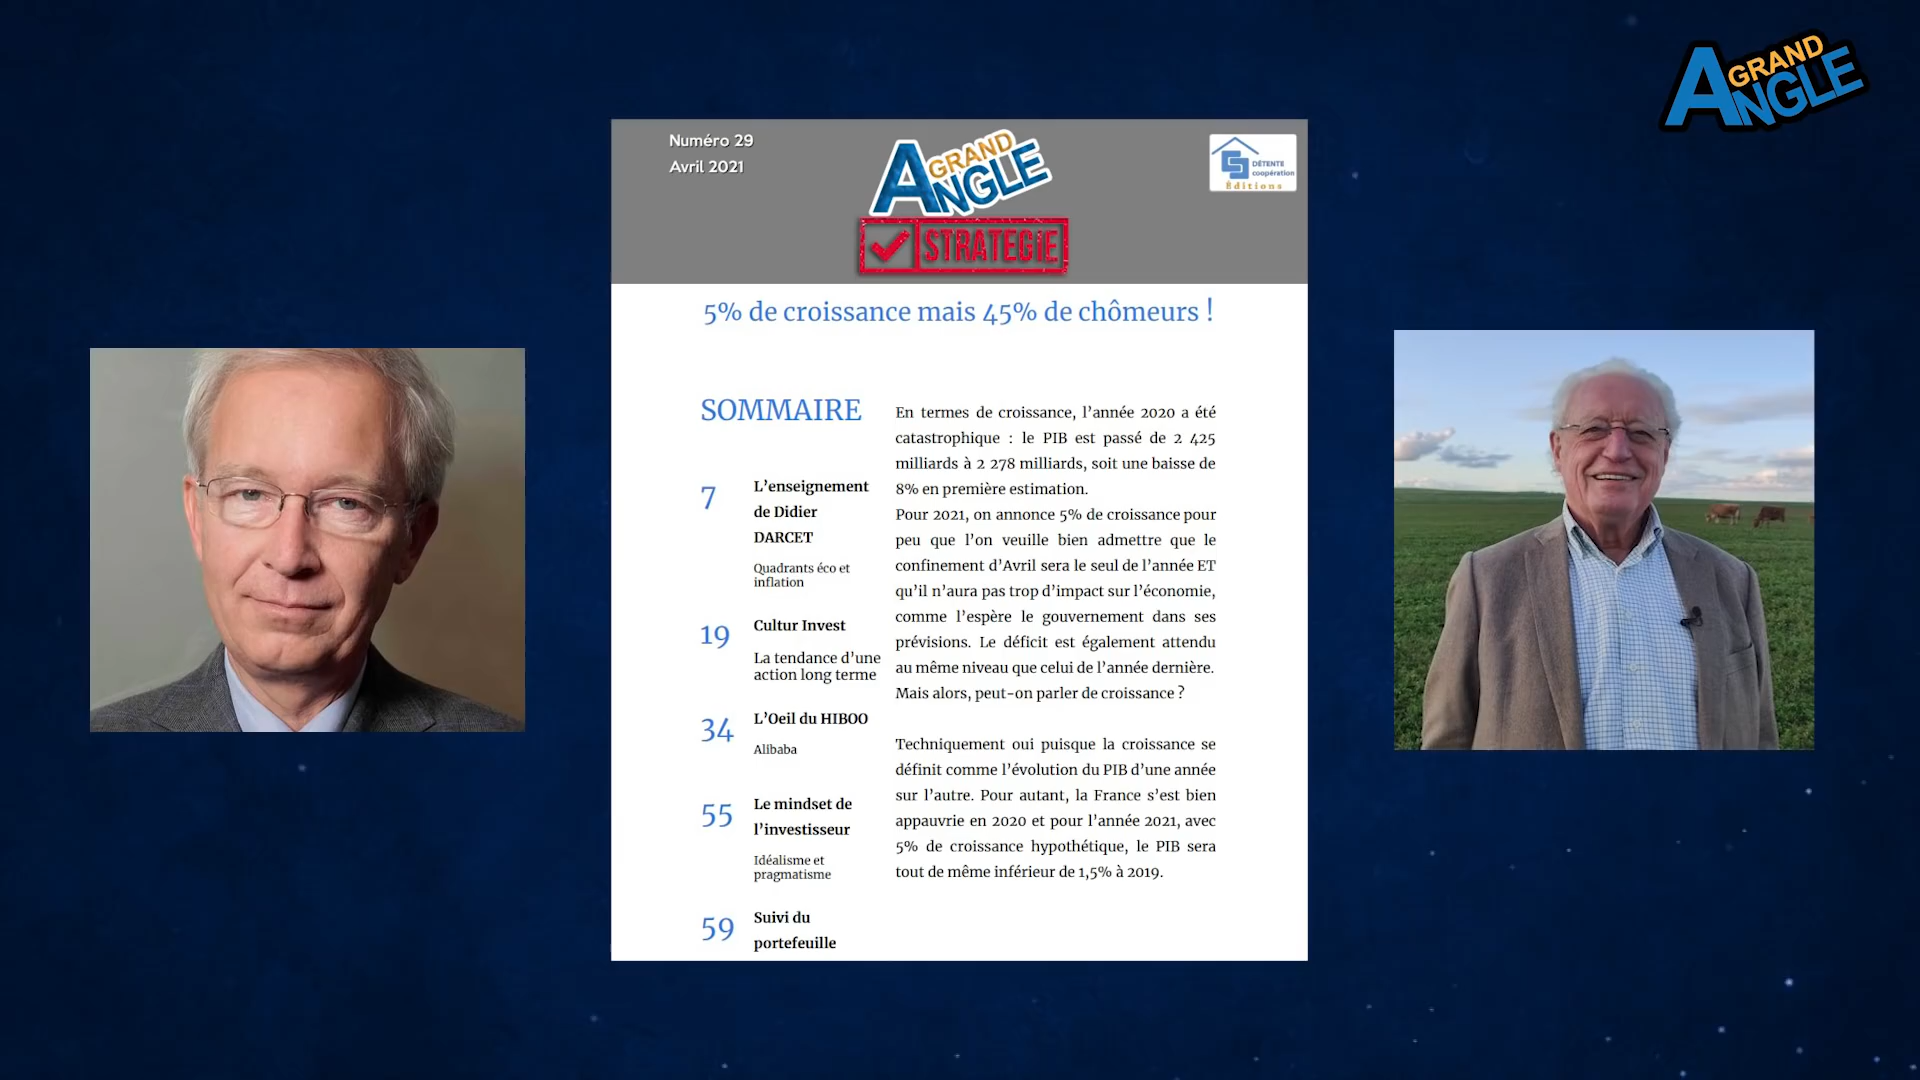 GRAND
ANGLE
Numéro 29
Avril 2021
GRAND
ANGLE
STRATEGIE
DÉTENTE
coopération
Éditions
5% de croissance mais 45% de chômeurs !
SOMMAIRE
7
L’enseignement
de Didier
DARCET
Quadrants éco et
inflation
19
Cultur Invest
La tendance d’une
action long terme
34
L’Oeil du HIBOO
Alibaba
55
Le mindset de
l’investisseur
Idéalisme et
pragmatisme
59
Suivi du
portefeuille
En termes de croissance, l’année 2020 a été
catastrophique : le PIB est passé de 2 425
milliards à 2 278 milliards, soit une baisse de
8% en première estimation.
Pour 2021, on annonce 5% de croissance pour
peu que l’on veuille bien admettre que le
confinement d’Avril sera le seul de l’année ET
qu’il n’aura pas trop d’impact sur l’économie,
comme l’espère le gouvernement dans ses
prévisions. Le déficit est également attendu
au même niveau que celui de l’année dernière.
Mais alors, peut-on parler de croissance ?
Techniquement oui puisque la croissance se
définit comme l’évolution du PIB d’une année
sur l’autre. Pour autant, la France s’est bien
appauvrie en 2020 et pour l’année 2021, avec
5% de croissance hypothétique, le PIB sera
tout de même inférieur de 1,5% à 2019.